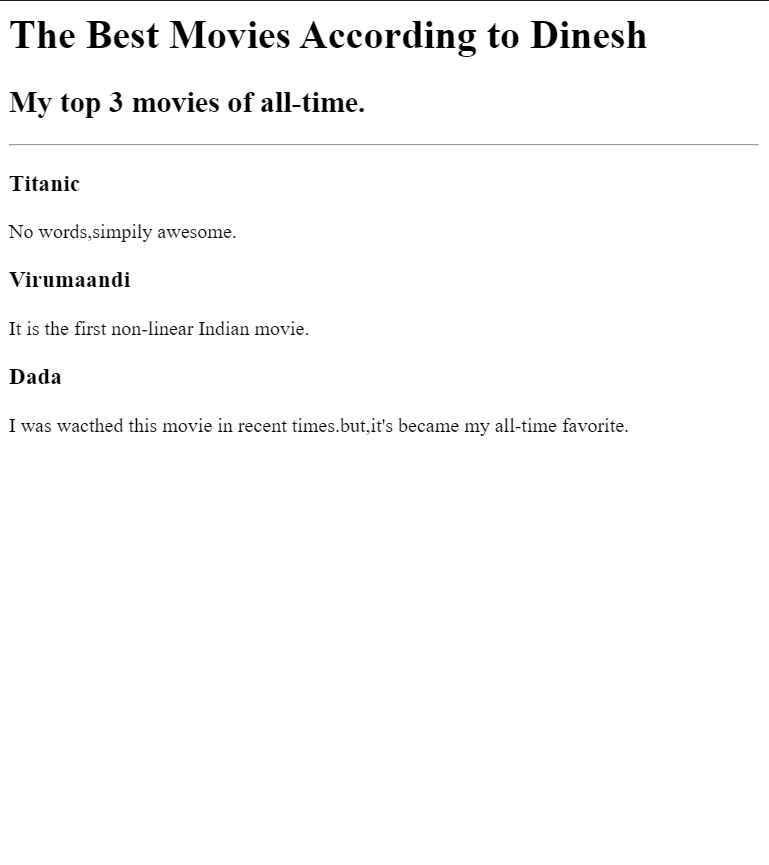 The Best Movies According to Dinesh
My top 3 movies of all-time.
Titanic
No words,simpily awesome.
Virumaandi
It is the first non-linear Indian movie.
Dada
I was wacthed this movie in recent times.but,it's became my all-time favorite.